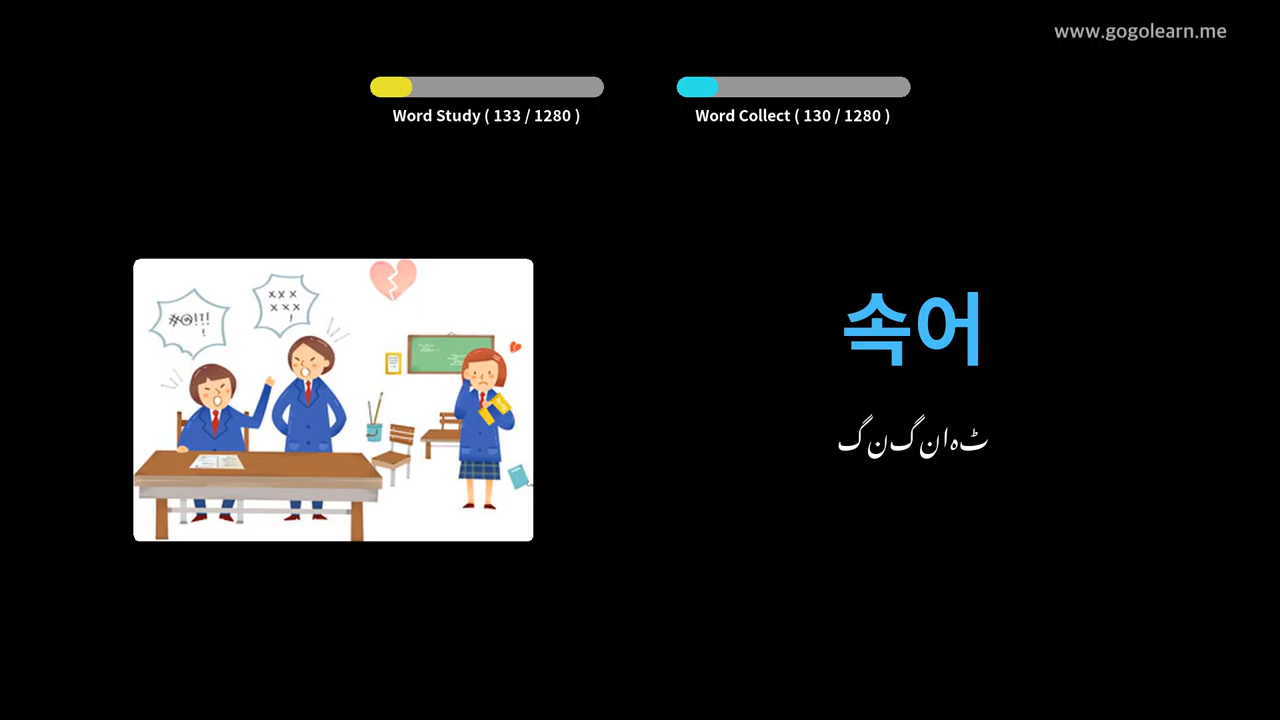 www.gogolearn.me
Word Study ( 133 / 1280 )
Word Collect ( 130 / 1280 )
#@!!!
!
x x x
x x x
!
속어
ٹہانگنگ